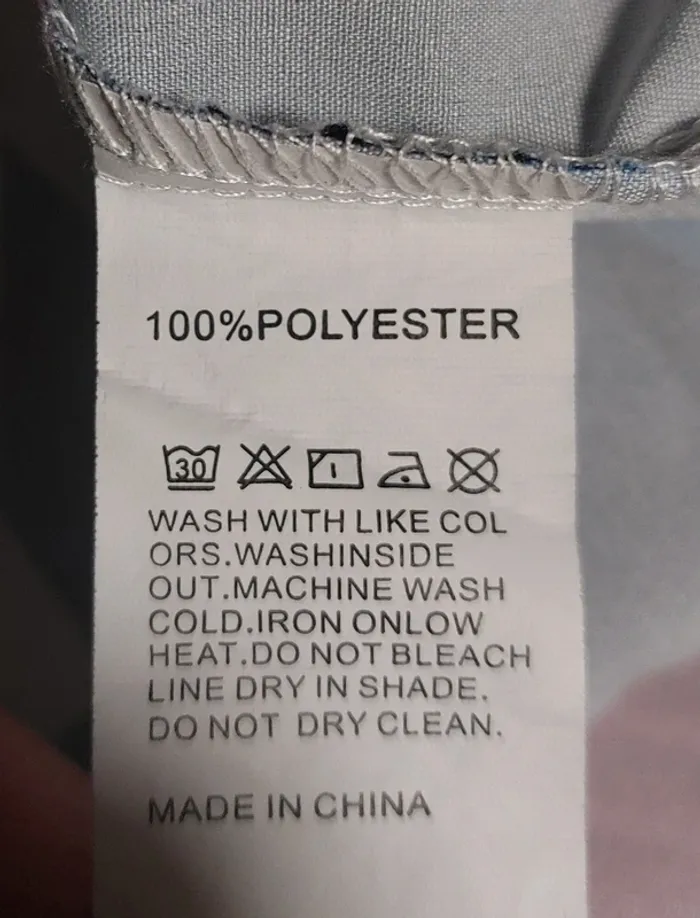 100%POLYESTER
30
WASH WITH LIKE COL
ORS.WASHINSIDE
OUT.MACHINE WASH
COLD.IRON ONLOW
HEAT.DO NOT BLEACH
LINE DRY IN SHADE.
DO NOT DRY CLEAN.
MADE IN CHINA